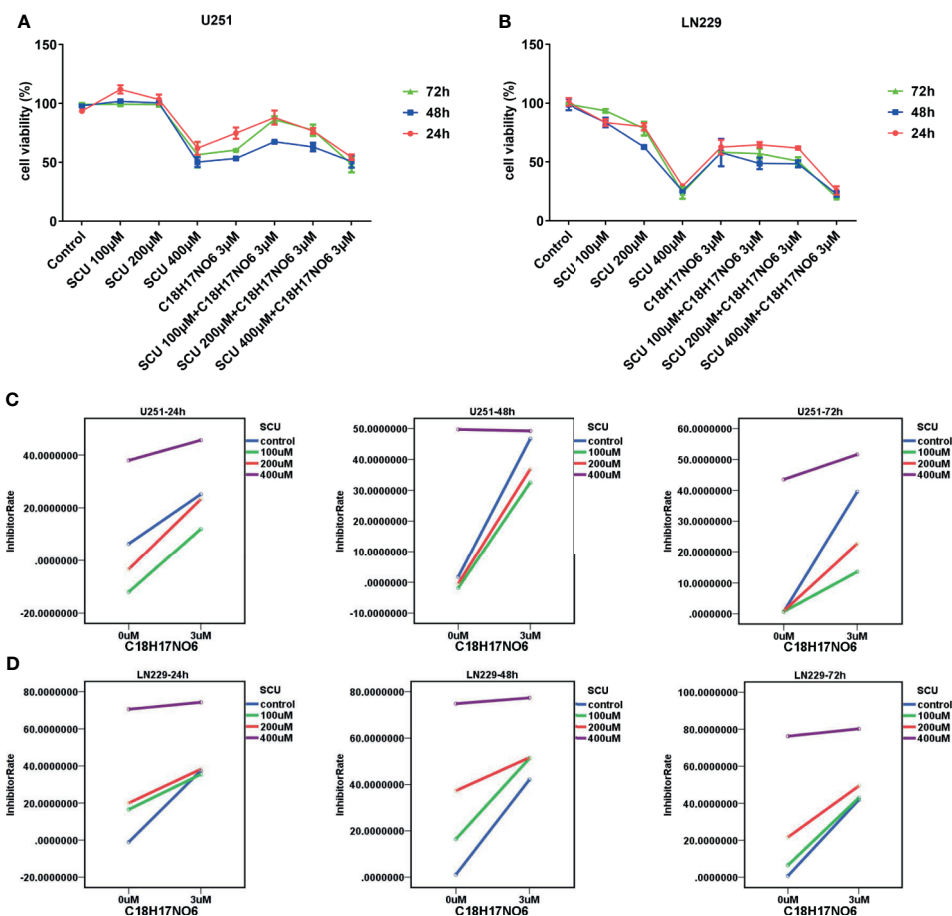 A
U251
150
100
50
0
cell viability (%)
72h
48h
24h
Control
SCU 100μM
SCU 200μM
SCU 400μM
C18H17NO6 3μM
SCU 100μM+C18H17NO6 3μM
SCU 200μM+C18H17NO6 3μM
SCU 400μM+C18H17NO6 3μM
B
LN229
150
100
50
0
cell viability (%)
72h
48h
24h
Control
SCU 100μM
SCU 200μM
SCU 400μM
C18H17NO6 3μM
SCU 100μM+C18H17NO6 3μM
SCU 200μM+C18H17NO6 3μM
SCU 400μM+C18H17NO6 3μM
C
U251-24h
40.0000000
20.0000000
.0000000
-20.0000000
InhibitorRate
0uM
3uM
C18H17NO6
SCU
control
100uM
200uM
400uM
U251-48h
50.0000000
40.0000000
30.0000000
20.0000000
10.0000000
.0000000
-10.0000000
InhibitorRate
0uM
3uM
C18H17NO6
SCU
control
100uM
200uM
400uM
U251-72h
60.0000000
50.0000000
40.0000000
30.0000000
20.0000000
10.0000000
.0000000
InhibitorRate
0uM
3uM
C18H17NO6
SCU
control
100uM
200uM
400uM
D
LN229-24h
80.0000000
60.0000000
40.0000000
20.0000000
.0000000
-20.0000000
InhibitorRate
0uM
3uM
C18H17NO6
SCU
control
100uM
200uM
400uM
LN229-48h
80.0000000
60.0000000
40.0000000
20.0000000
.0000000
InhibitorRate
0uM
3uM
C18H17NO6
SCU
control
100uM
200uM
400uM
LN229-72h
100.0000000
80.0000000
60.0000000
40.0000000
20.0000000
.0000000
InhibitorRate
0uM
3uM
C18H17NO6
SCU
control
100uM
200uM
400uM